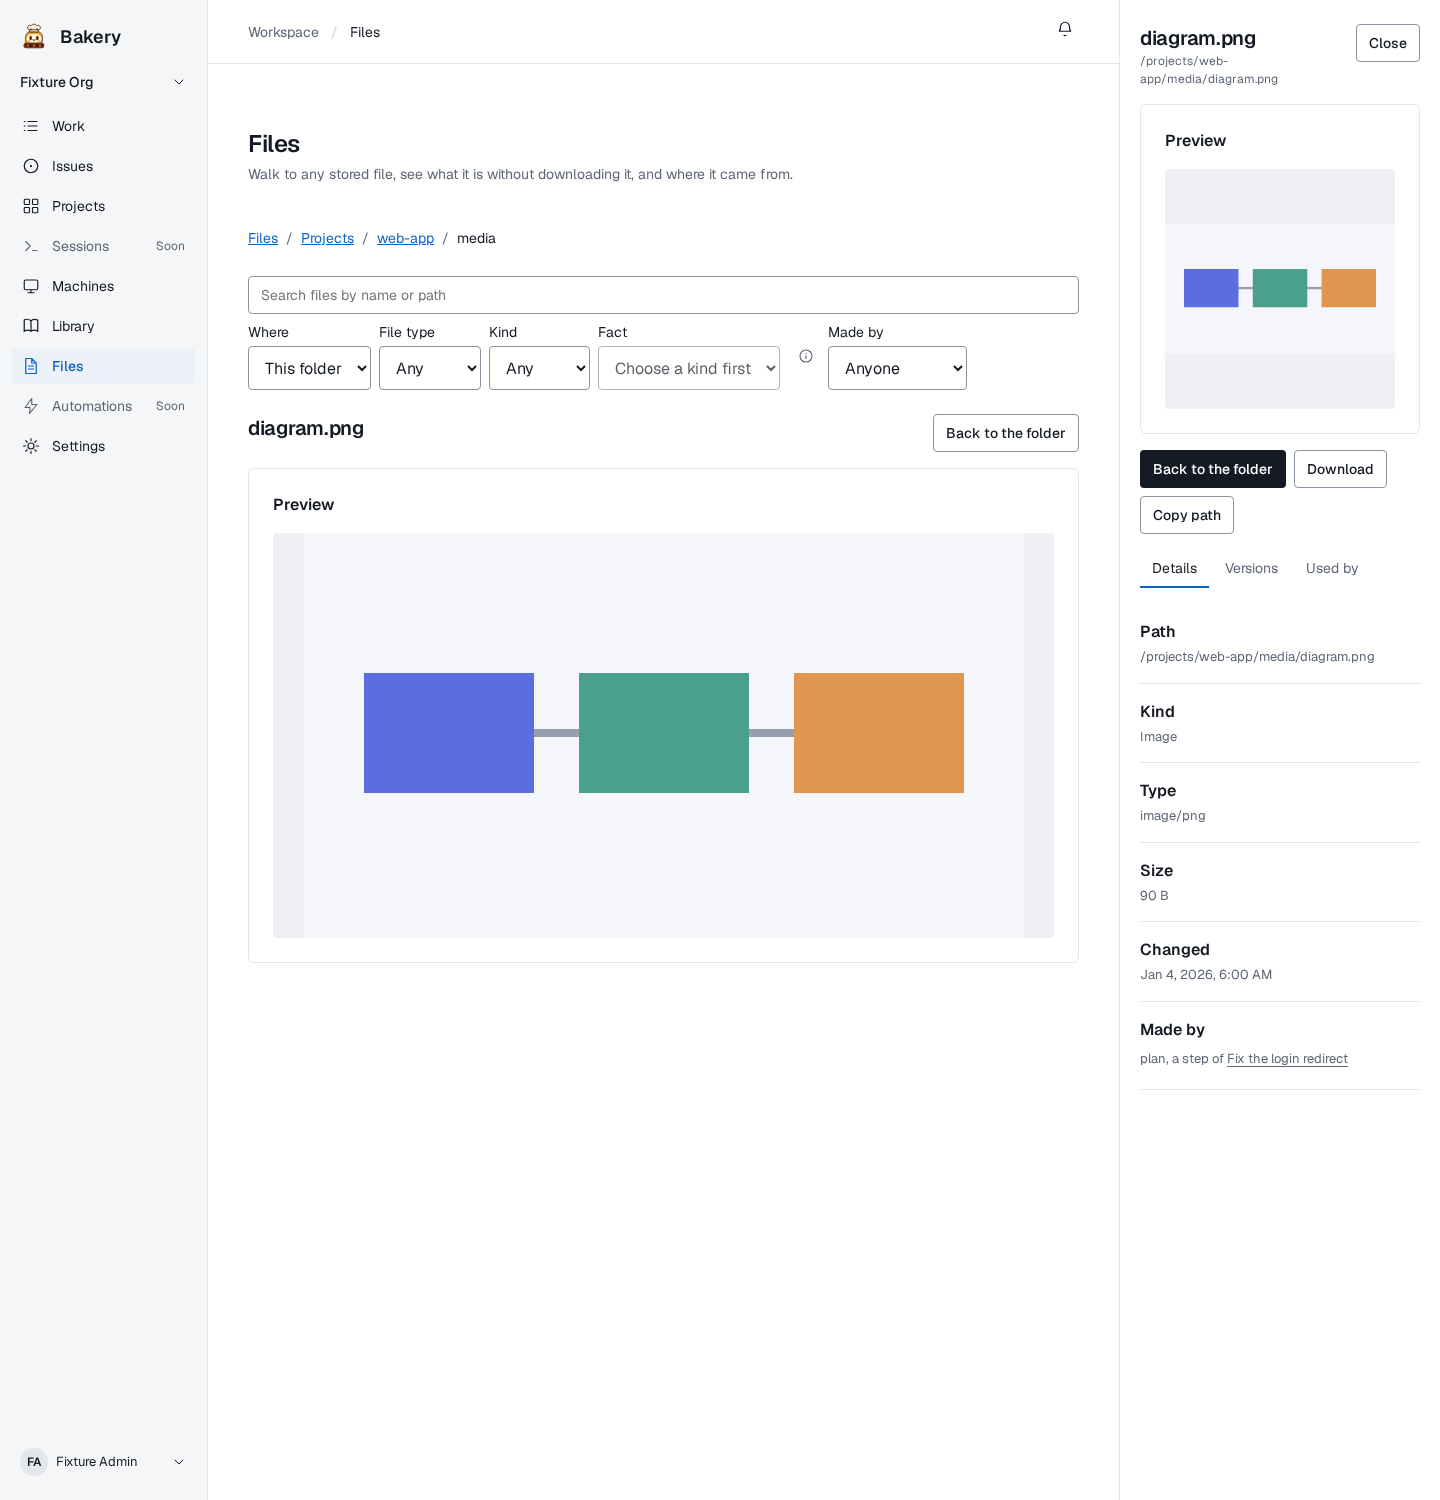 Bakery
Fixture Org
Work
Issues
Projects
Sessions Soon
Machines
Library
Files
Automations Soon
Settings
FA Fixture Admin
Workspace / Files
Files
Walk to any stored file, see what it is without downloading it, and where it came from.
Files / Projects / web-app / media
Search files by name or path
Where File type Kind Fact Made by
This folder Any Any Choose a kind first Anyone
diagram.png
Back to the folder
Preview
diagram.png
Close
/projects/web-
app/media/diagram.png
Preview
Back to the folder Download
Copy path
Details Versions Used by
Path
/projects/web-app/media/diagram.png
Kind
Image
Type
image/png
Size
90 B
Changed
Jan 4, 2026, 6:00 AM
Made by
plan, a step of Fix the login redirect